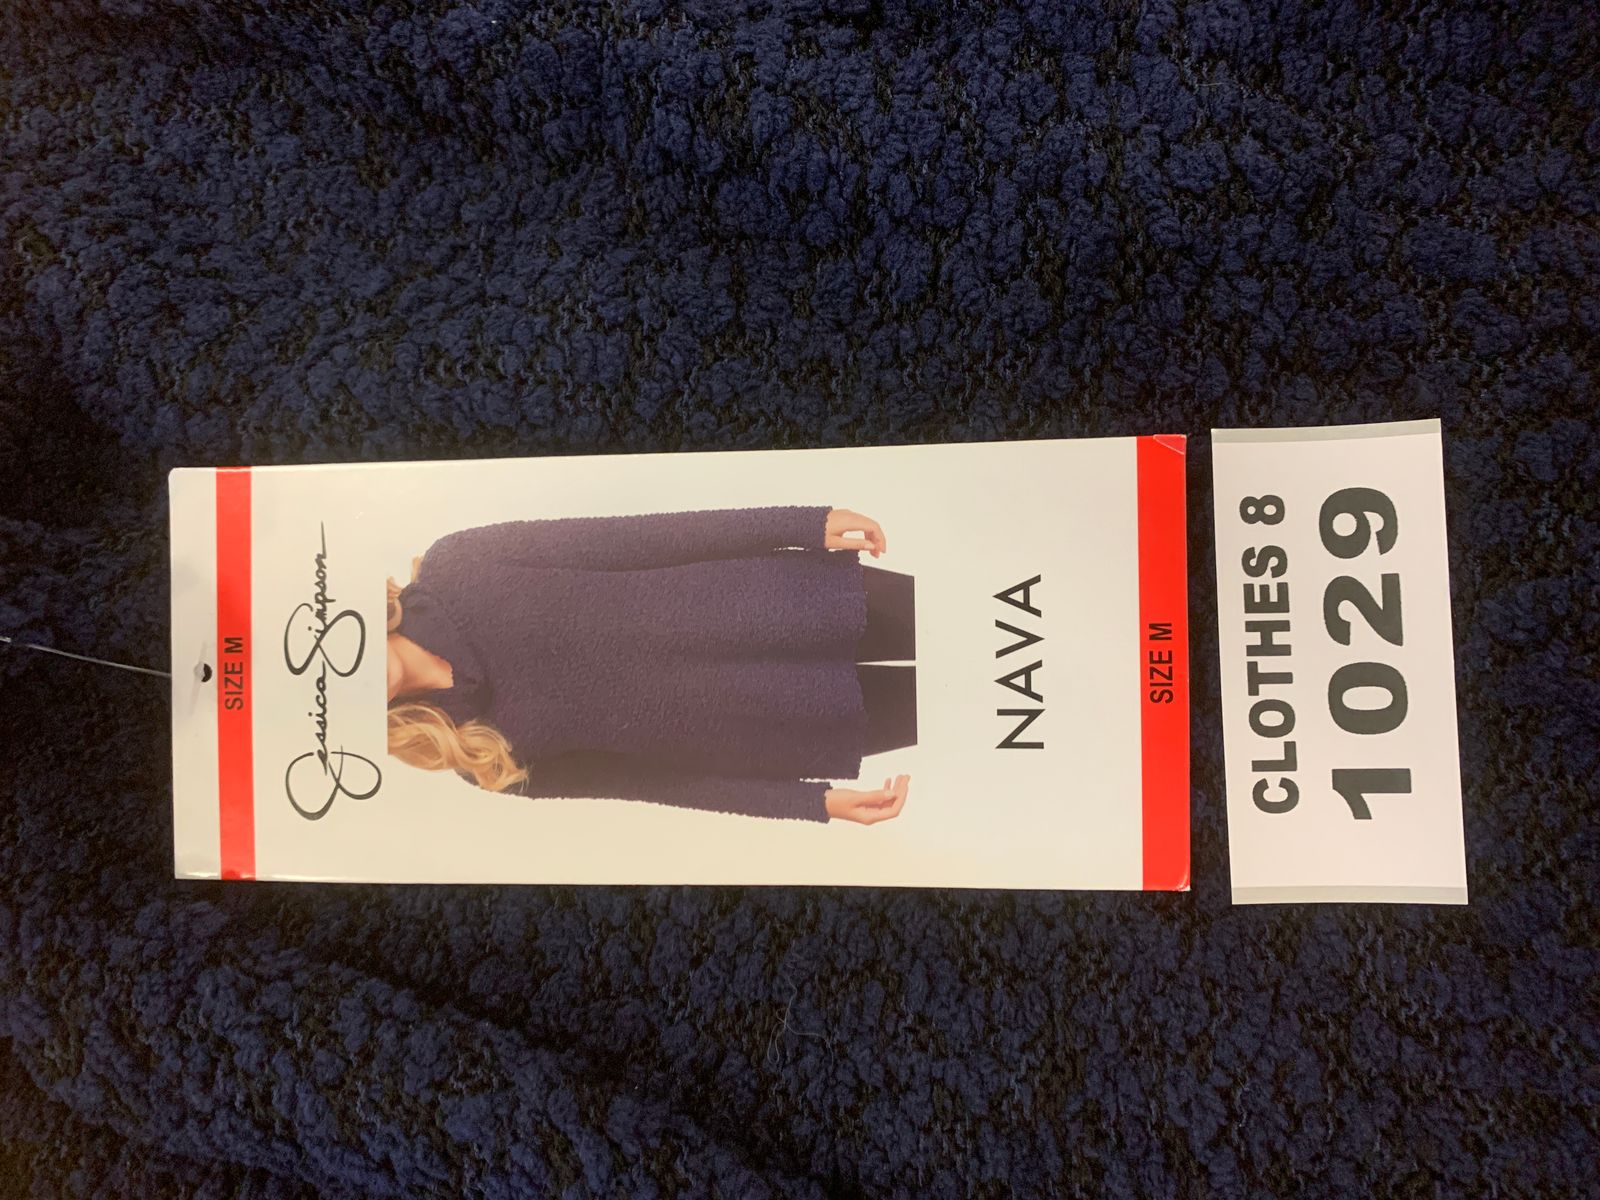 SIZE M
Jessica Simpson
NAVA
SIZE M
CLOTHES 8
1029